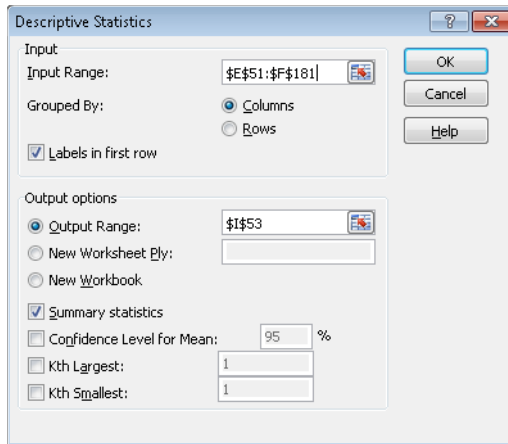 Descriptive Statistics
Input
Input Range: $E$51:$F$181
Grouped By: Columns
Rows
Labels in first row
OK
Cancel
Help
Output options
Output Range: $I$53
New Worksheet Ply:
New Workbook
Summary statistics
Confidence Level for Mean: 95 %
Kth Largest: 1
Kth Smallest: 1